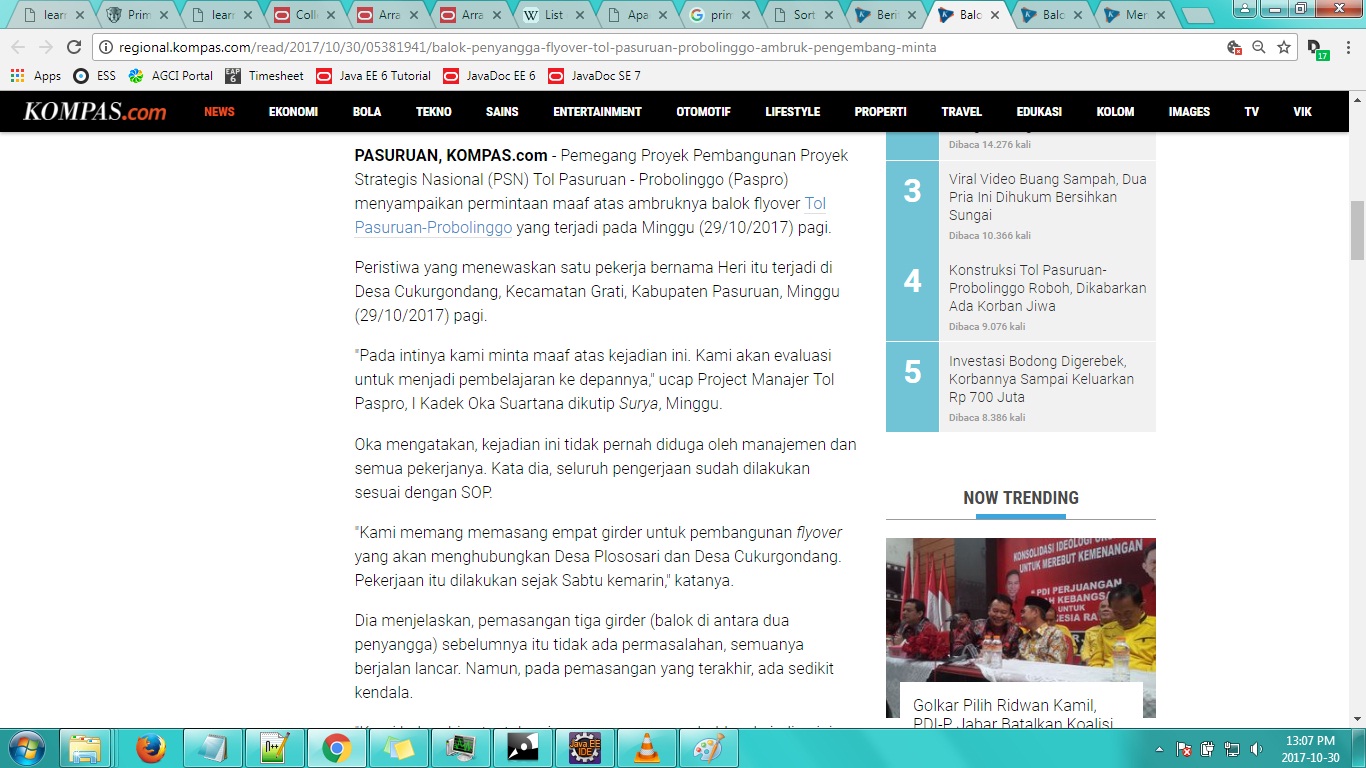 learn
Prim
learn
Coll
Arra
Arra
List
Apa
prim
Sort
Beri
Balo
Balo
Mer
regional.kompas.com/read/2017/10/30/05381941/balok-penyangga-flyover-tol-pasuruan-probolinggo-ambruk-pengembang-minta
17
Apps
ESS
AGCI Portal
EAP 6
Timesheet
Java EE 6 Tutorial
JavaDoc EE 6
JavaDoc SE 7
KOMPAS.com
NEWS
EKONOMI
BOLA
TEKNO
SAINS
ENTERTAINMENT
OTOMOTIF
LIFESTYLE
PROPERTI
TRAVEL
EDUKASI
KOLOM
IMAGES
TV
VIK
PASURUAN, KOMPAS.com - Pemegang Proyek Pembangunan Proyek
Strategis Nasional (PSN) Tol Pasuruan - Probolinggo (Paspro)
menyampaikan permintaan maaf atas ambruknya balok flyover Tol
Pasuruan-Probolinggo yang terjadi pada Minggu (29/10/2017) pagi.
Peristiwa yang menewaskan satu pekerja bernama Heri itu terjadi di
Desa Cukurgondang, Kecamatan Grati, Kabupaten Pasuruan, Minggu
(29/10/2017) pagi.
"Pada intinya kami minta maaf atas kejadian ini. Kami akan evaluasi
untuk menjadi pembelajaran ke depannya," ucap Project Manajer Tol
Paspro, I Kadek Oka Suartana dikutip Surya, Minggu.
Oka mengatakan, kejadian ini tidak pernah diduga oleh manajemen dan
semua pekerjanya. Kata dia, seluruh pengerjaan sudah dilakukan
sesuai dengan SOP.
"Kami memang memasang empat girder untuk pembangunan flyover
yang akan menghubungkan Desa Plososari dan Desa Cukurgondang.
Pekerjaan itu dilakukan sejak Sabtu kemarin," katanya.
Dia menjelaskan, pemasangan tiga girder (balok di antara dua
penyangga) sebelumnya itu tidak ada permasalahan, semuanya
berjalan lancar. Namun, pada pemasangan yang terakhir, ada sedikit
kendala.
Dibaca 14.276 kali
3
Viral Video Buang Sampah, Dua
Pria Ini Dihukum Bersihkan
Sungai
Dibaca 10.366 kali
4
Konstruksi Tol Pasuruan-
Probolinggo Roboh, Dikabarkan
Ada Korban Jiwa
Dibaca 9.076 kali
5
Investasi Bodong Digerebek,
Korbannya Sampai Keluarkan
Rp 700 Juta
Dibaca 8.386 kali
NOW TRENDING
KONSOLIDASI IDEOLOGI
UNTUK MEREBUT KEMENANGAN
PDI PERJUANGAN
KEBANGSA
UNTUK
Golkar Pilih Ridwan Kamil,
PDI-P Jabar Batalkan Koalisi
Java EE
IDE
13:07 PM
2017-10-30